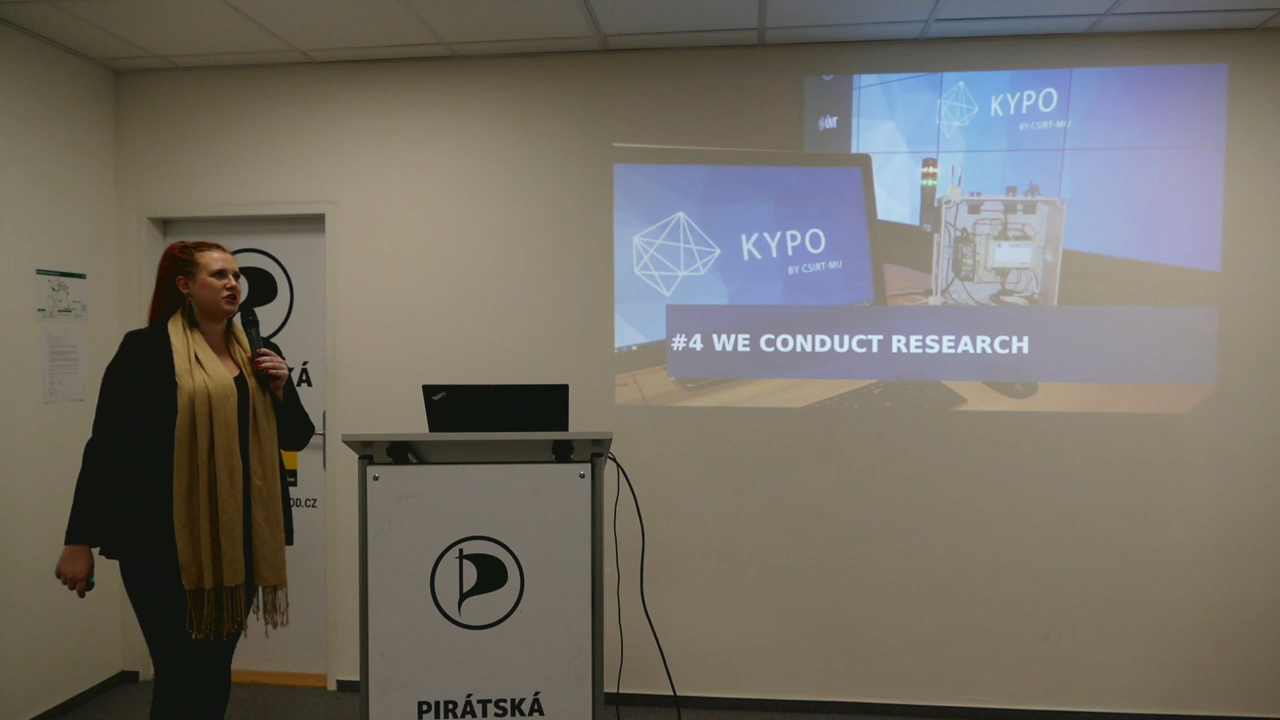 KYPO
BY CSIRT-MU
KYPO
BY CSIRT-MU
#4 WE CONDUCT RESEARCH
PIRÁTSKÁ